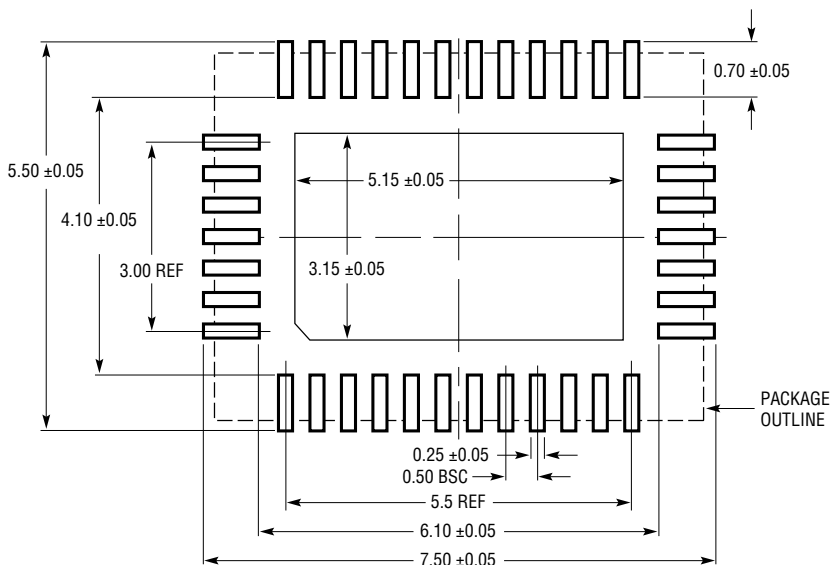 0.70 ±0.05
5.50 ±0.05
5.15 ±0.05
4.10 ±0.05
3.00 REF
3.15 ±0.05
PACKAGE
OUTLINE
0.25 ±0.05
0.50 BSC
5.5 REF
6.10 ±0.05
7.50 ±0.05